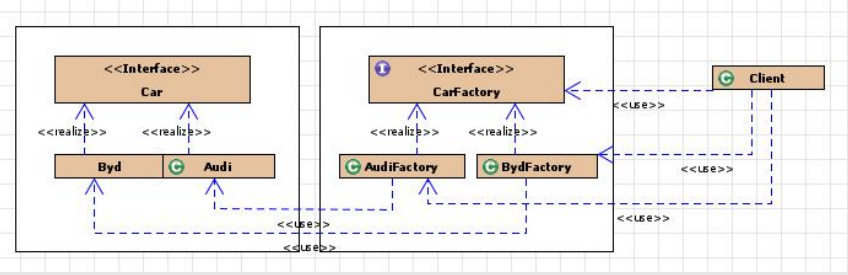 <<Interface>>
Car
I
<<Interface>>
CarFactory
C
Client
<<use>>
<<realize>>
<<realize>>
<<realize>>
<<realize>>
Byd
C
Audi
C
AudiFactory
C
BydFactory
<<use>>
<<use>>
<<use>>
<<use>>